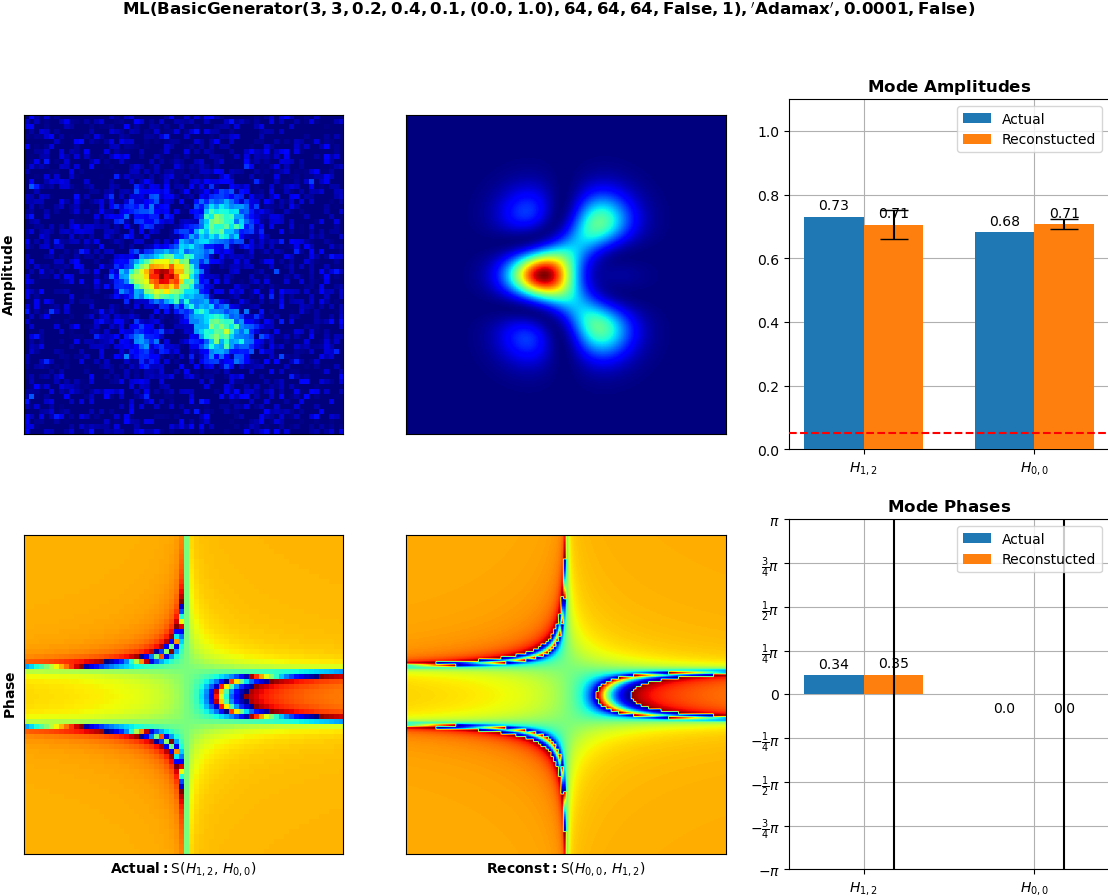 ML(BasicGenerator(3, 3, 0.2, 0.4, 0.1, (0.0, 1.0), 64, 64, 64, False, 1), ′Adamax′, 0.0001, False)
Amplitude
Mode Amplitudes
Actual
Reconstucted
1.0
0.8
0.6
0.4
0.2
0.0
0.73
0.71
0.68
0.71
H1, 2
H0, 0
Phase
Actual: S(H1, 2, H0, 0)
Reconst: S(H0, 0, H1, 2)
Mode Phases
Actual
Reconstucted
π
3/4π
1/2π
1/4π
0
−1/4π
−1/2π
−3/4π
−π
0.34
0.35
0.0
0.0
H1, 2
H0, 0